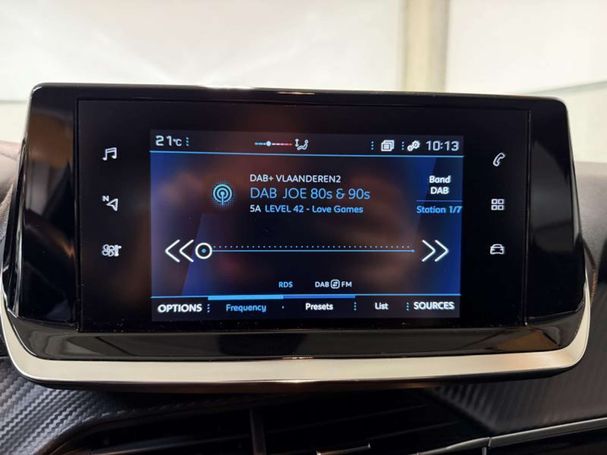 21°C
10:13
DAB+ VLAANDEREN2
DAB JOE 80s & 90s
5A LEVEL 42 - Love Games
Band
DAB
Station 1/7
N
RDS
DAB FM
OPTIONS
Frequency
Presets
List
SOURCES